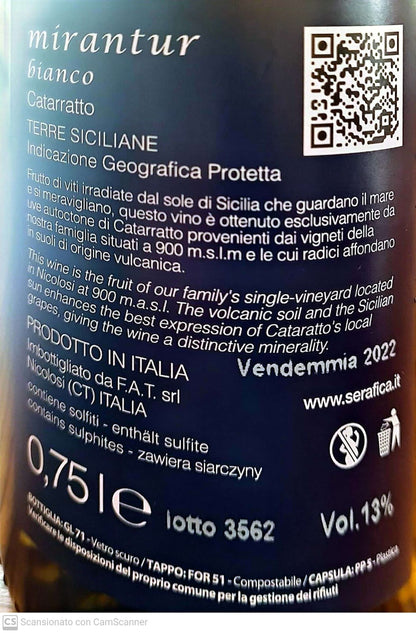 mirantur
bianco
Catarratto
TERRE SICILIANE
Indicazione Geografica Protetta
Frutto di viti irradiate dal sole di Sicilia che guardano il mare
e si meravigliano, questo vino è ottenuto esclusivamente da
uve autoctone di Catarratto provenienti dai vigneti della
nostra famiglia situati a 900 m.s.l.m e le cui radici affondano
in suoli di origine vulcanica.
This wine is the fruit of our family's single-vineyard located
in Nicolosi at 900 m.a.s.l. The volcanic soil and the Sicilian
sun enhances the best expression of Cataratto's local
grapes, giving the wine a distinctive minerality.
PRODOTTO IN ITALIA
Vendemmia 2022
Imbottigliato da F.A.T. srl
Nicolosi (CT) ITALIA
www.serafica.it
contiene solfiti - enthält sulfite
contains sulphites - zawiera siarczyny
0,75 l e
lotto 3562
Vol.13%
BOTTIGLIA: GL 71 - Vetro scuro / TAPPO: FOR 51 - Compostabile / CAPSULA: PP 5 - Plastica
Verificare le disposizioni del proprio comune per la gestione dei rifiuti
CS Scansionato con CamScanner